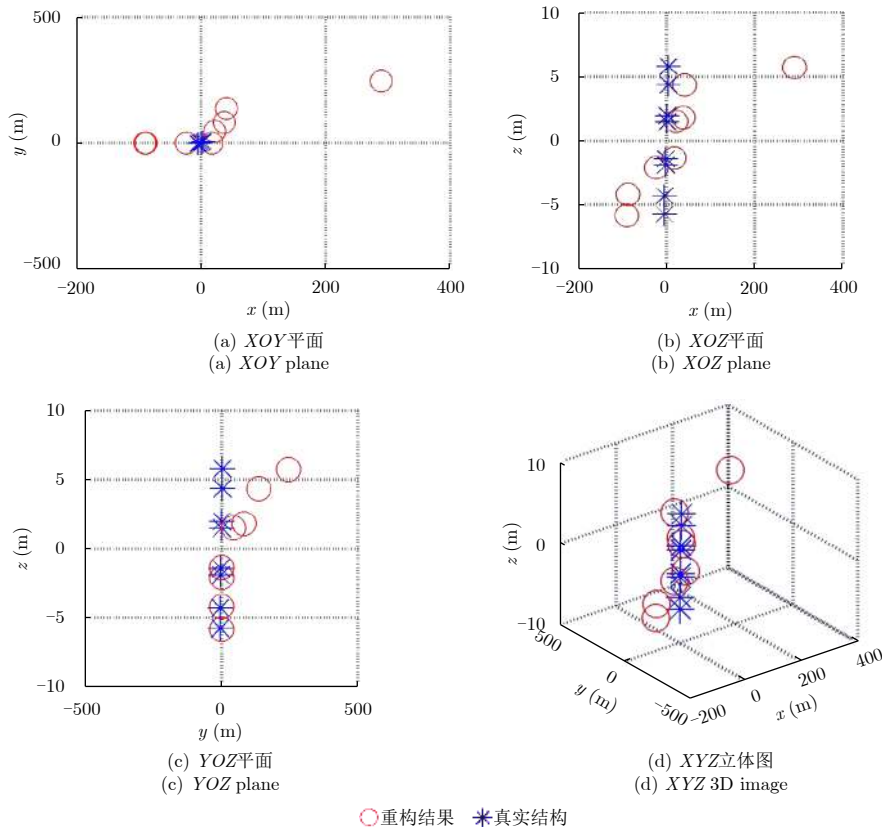 500
0
−500
y (m)
−200
0
200
400
x (m)
(a) XOY平面
(a) XOY plane
10
5
0
−5
−10
z (m)
−200
0
200
400
x (m)
(b) XOZ平面
(b) XOZ plane
10
5
0
−5
−10
z (m)
−500
0
500
y (m)
(c) YOZ平面
(c) YOZ plane
10
0
−10
z (m)
500
0
−500
y (m)
−200
0
200
400
x (m)
(d) XYZ立体图
(d) XYZ 3D image
重构结果 真实结构